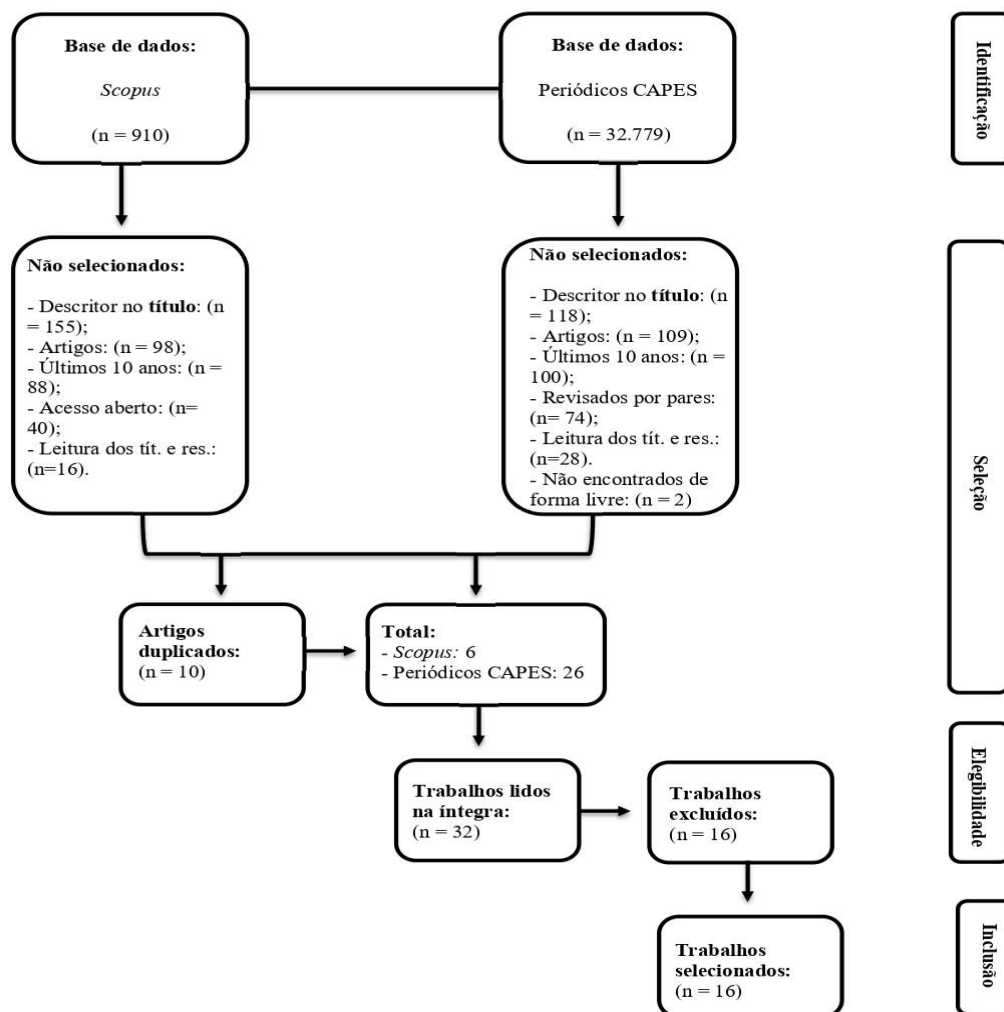 Base de dados:
Scopus
(n = 910)
Base de dados:
Periódicos CAPES
(n = 32.779)
Identificação
Não selecionados:
- Descritor no título: (n
= 155);
- Artigos: (n = 98);
- Últimos 10 anos: (n =
88);
- Acesso aberto: (n=
40);
- Leitura dos tít. e res.:
(n=16).
Não selecionados:
- Descritor no título: (n
= 118);
- Artigos: (n = 109);
- Últimos 10 anos: (n =
100);
- Revisados por pares:
(n= 74);
- Leitura dos tít. e res.:
(n=28).
- Não encontrados de
forma livre: (n = 2)
Seleção
Artigos
duplicados:
(n = 10)
Total:
- Scopus: 6
- Periódicos CAPES: 26
Trabalhos lidos
na íntegra:
(n = 32)
Trabalhos
excluídos:
(n = 16)
Elegibilidade
Trabalhos
selecionados:
(n = 16)
Inclusão